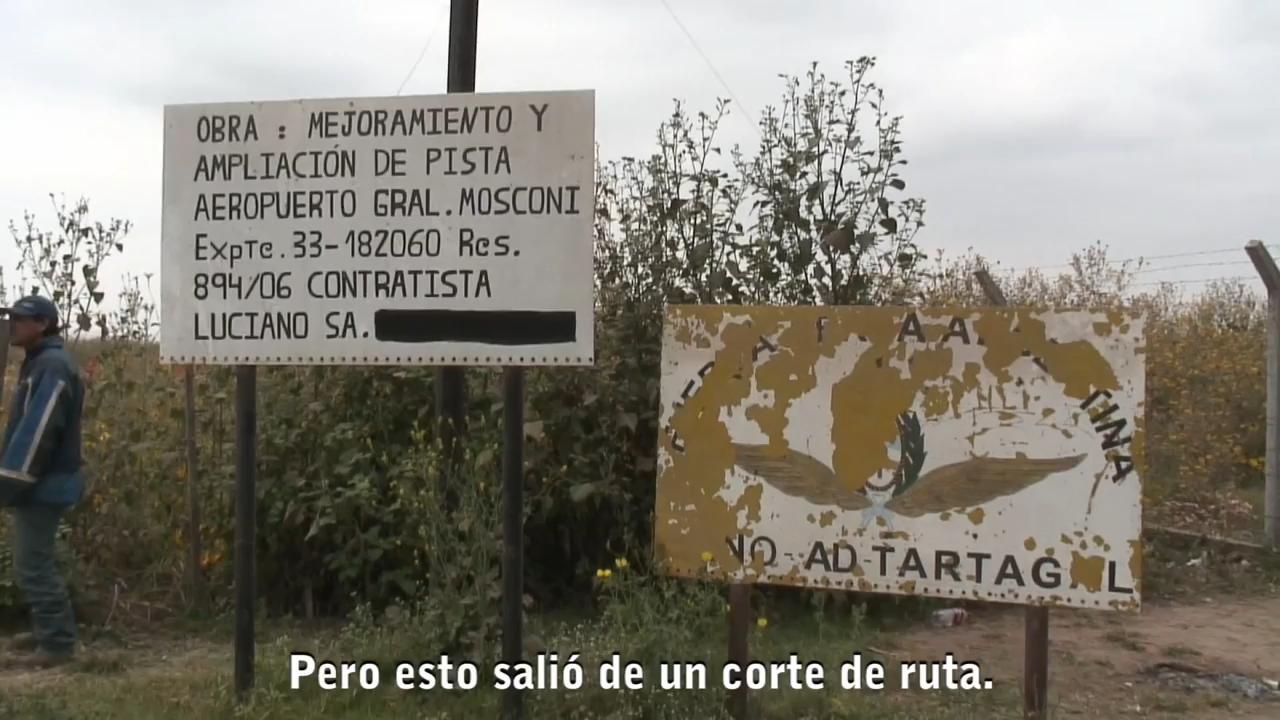 OBRA : MEJORAMIENTO Y
AMPLIACIÓN DE PISTA
AEROPUERTO GRAL. MOSCONI
Expte. 33-182060 Res.
894/06 CONTRATISTA
LUCIANO SA.
NO-AD-TARTAG L
Pero esto salió de un corte de ruta.